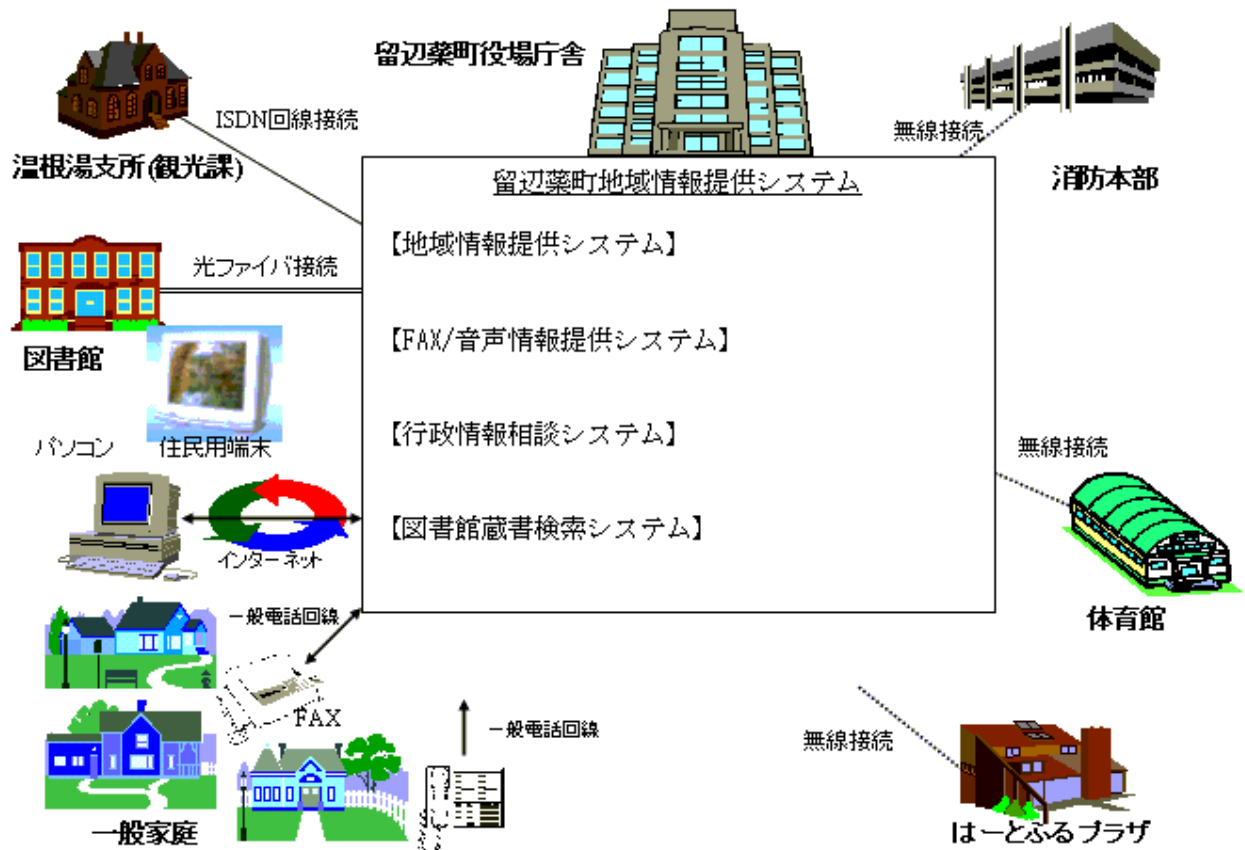 留辺蘂町役場庁舎
ISDN回線接続
無線接続
温根湯支所(観光課)
消防本部
留辺蘂町地域情報提供システム
【地域情報提供システム】
光ファイバ接続
図書館
【FAX/音声情報提供システム】
パソコン
住民用端末
【行政情報相談システム】
無線接続
【図書館蔵書検索システム】
インターネット
一般電話回線
体育館
FAX
一般電話回線
無線接続
一般家庭
はーとふるプラザ